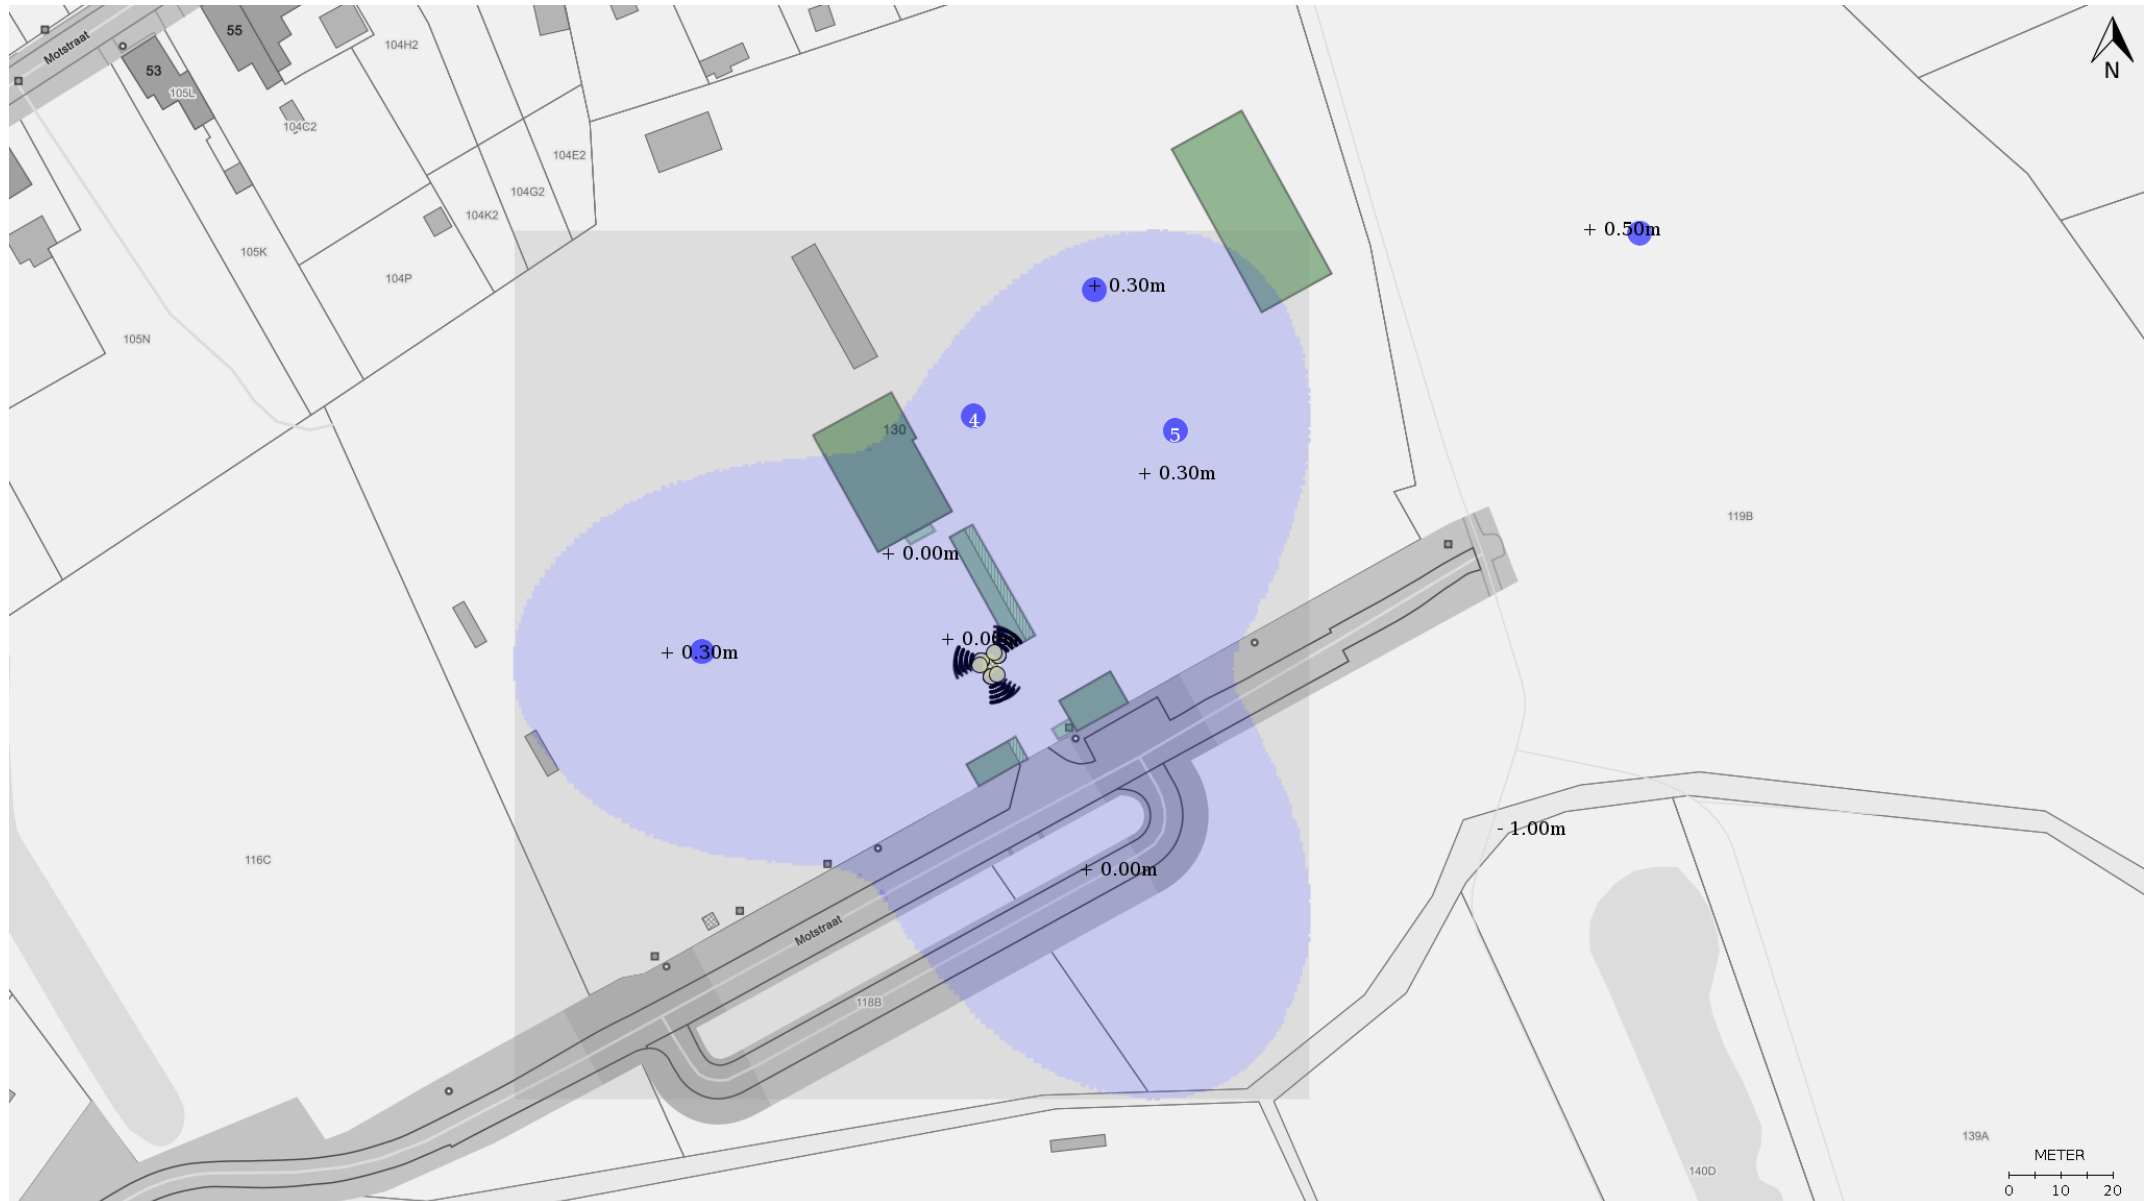 55
Motstraat
104H2
53
105L
N
104C2
104E2
104G2
104K2
+ 0.50m
105K
104P
+ 0.30m
105N
4
130
5
+ 0.30m
119B
+ 0.00m
+ 0.00m
+ 0.30m
- 1.00m
116C
+ 0.00m
Motstraat
118B
139A
METER
140D
0 10 20